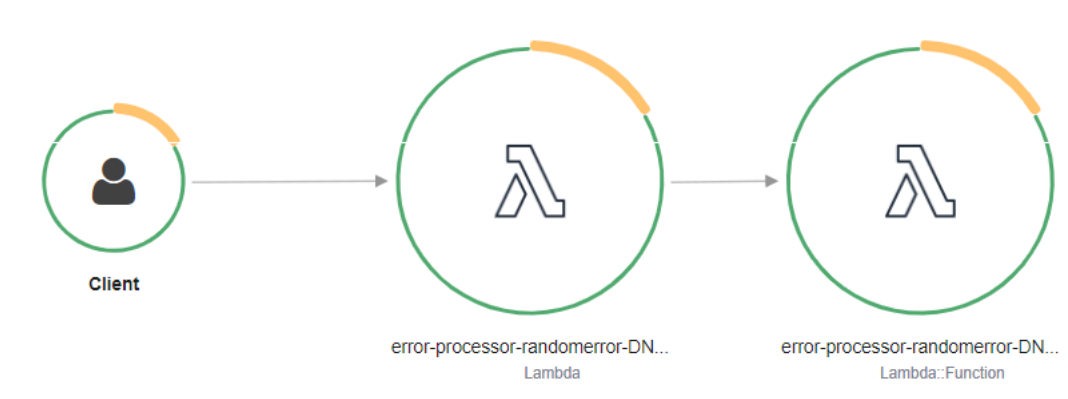 Client
error-processor-randomerror-DN...
Lambda
error-processor-randomerror-DN...
Lambda::Function